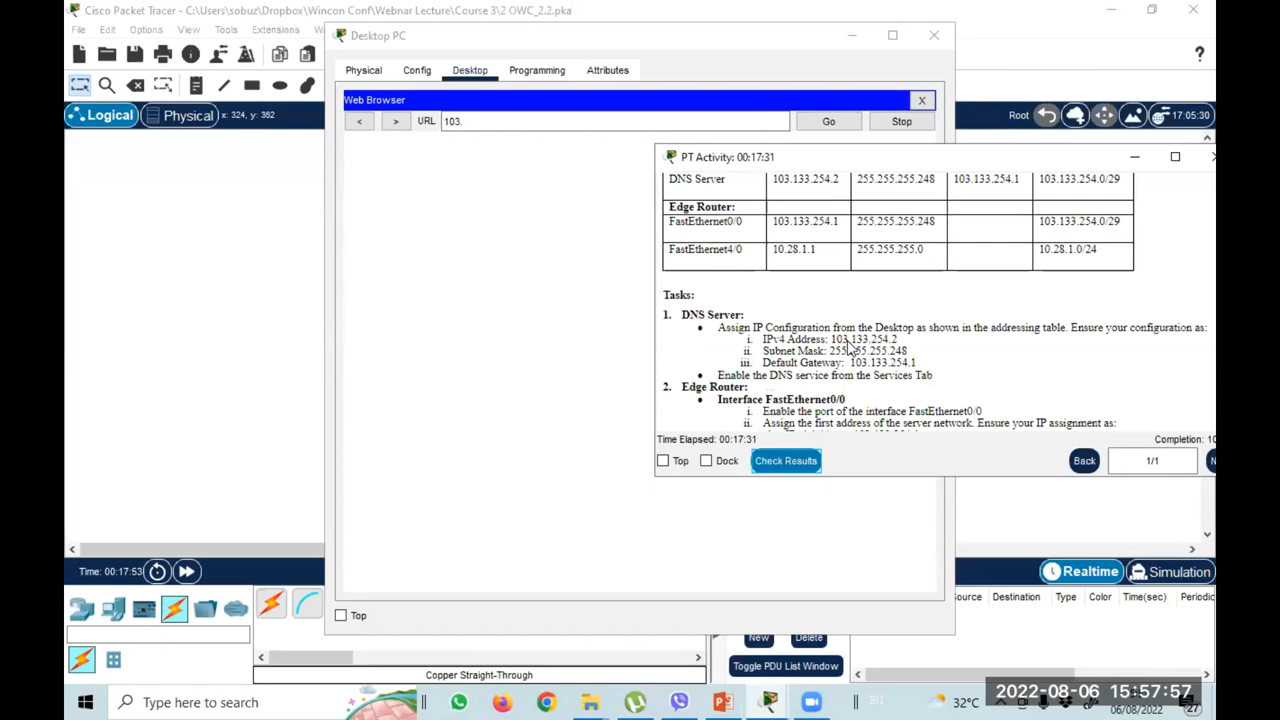 Cisco Packet Tracer - C:\Users\sobuz\Dropbox\Wincon Conf\Webnar Lecture\Course 3\2 OWC_2.2.pka
File Edit Options View Tools Extensions
Desktop PC
Physical Config Desktop Programming Attributes
Logical Physical x: 324, y: 362
Root 17:05:30
Web Browser X
< > URL 103. Go Stop
PT Activity: 00:17:31
DNS Server 103.133.254.2 255.255.255.248 103.133.254.1 103.133.254.0/29
Edge Router:
FastEthernet0/0 103.133.254.1 255.255.255.248 103.133.254.0/29
FastEthernet4/0 10.28.1.1 255.255.255.0 10.28.1.0/24
Tasks:
1. DNS Server:
• Assign IP Configuration from the Desktop as shown in the addressing table. Ensure your configuration as:
i. IPv4 Address: 103.133.254.2
ii. Subnet Mask: 255.255.255.248
iii. Default Gateway: 103.133.254.1
• Enable the DNS service from the Services Tab
2. Edge Router:
• Interface FastEthernet0/0
i. Enable the port of the interface FastEthernet0/0
ii. Assign the first address of the server network. Ensure your IP assignment as:
Time Elapsed: 00:17:31 Completion: 10
Top Dock Check Results Back 1/1 N
Time: 00:17:53 Realtime Simulation
Top
ource Destination Type Color Time(sec) Periodic
New Delete
Toggle PDU List Window
Copper Straight-Through
Type here to search
EN 32°C
2022-08-06 15:57:57
06/08/2022 27